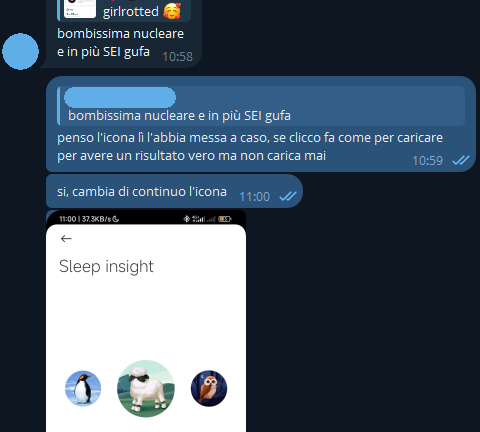 girlrotted 🥰
bombissima nucleare
e in più SEI gufa
10:58
bombissima nucleare e in più SEI gufa
penso l'icona lì l'abbia messa a caso, se clicco fa come per caricare
per avere un risultato vero ma non carica mai
10:59
si, cambia di continuo l'icona
11:00
11:00 | 37.3KB/s
Sleep insight